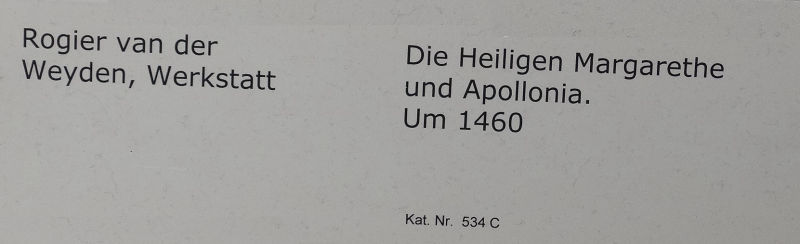 Rogier van der
Weyden, Werkstatt
Die Heiligen Margarethe
und Apollonia.
Um 1460
Kat. Nr. 534 C